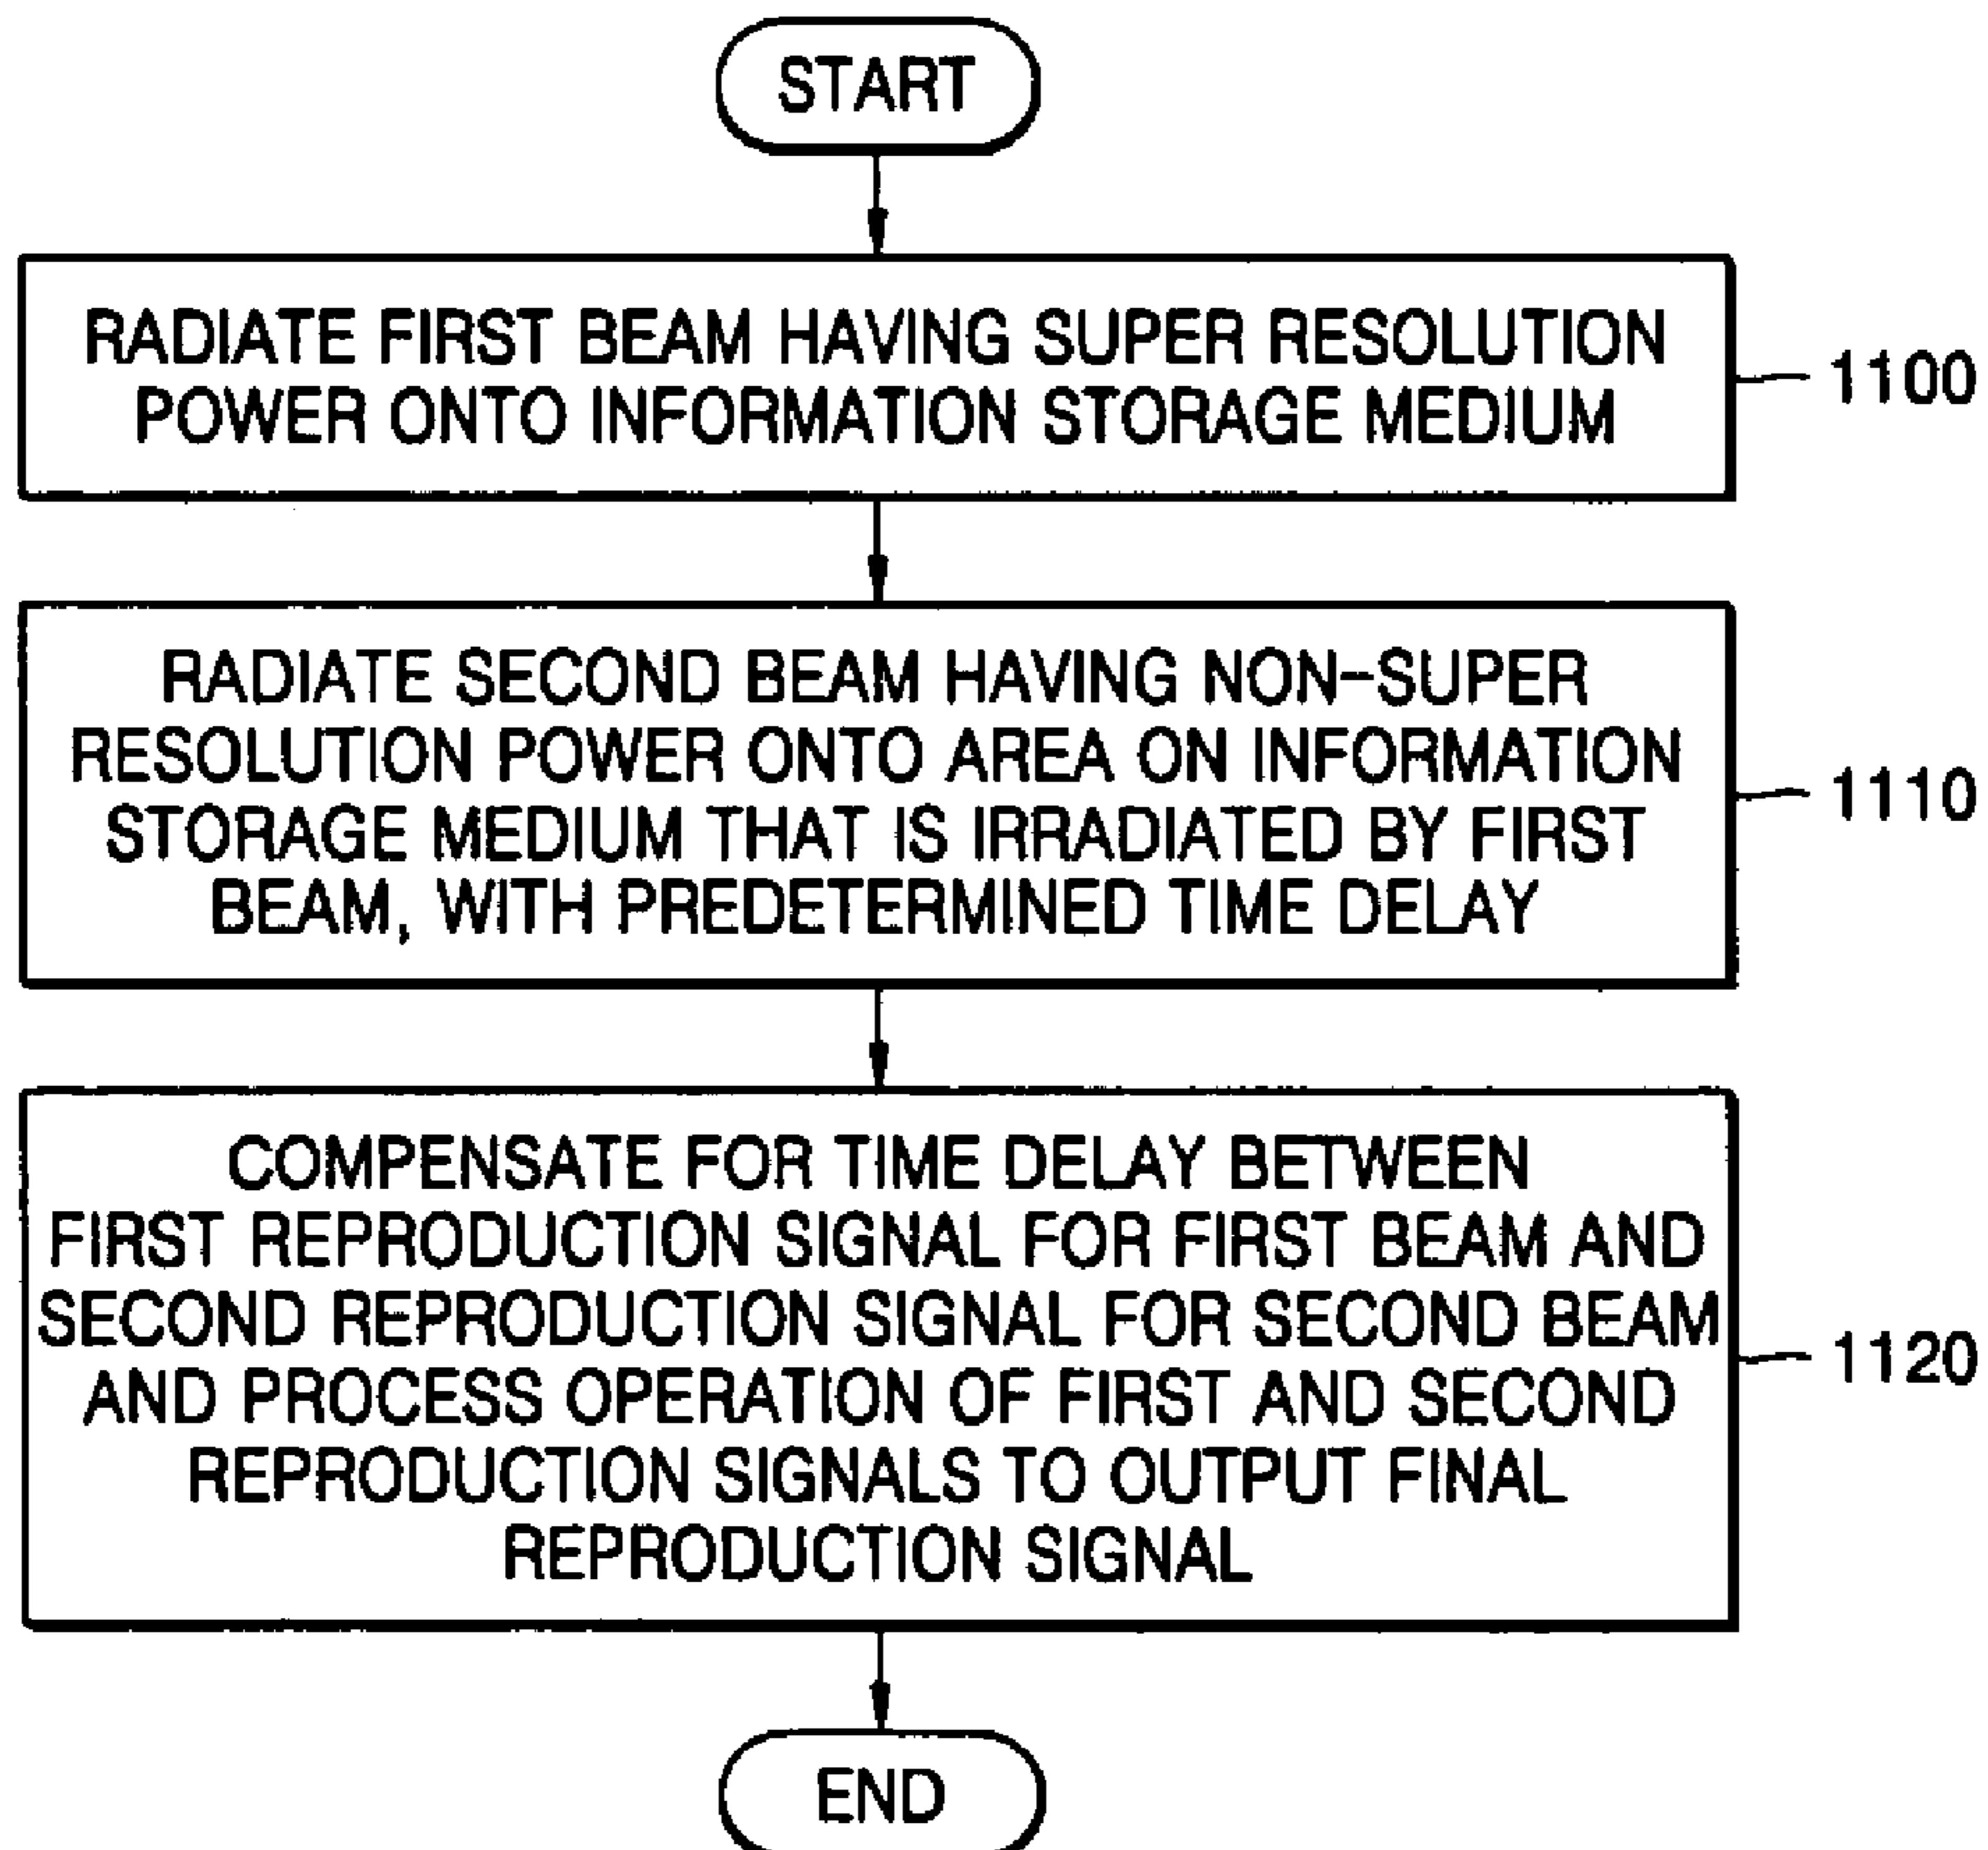 START
RADIATE FIRST BEAM HAVING SUPER RESOLUTION
POWER ONTO INFORMATION STORAGE MEDIUM
1100
RADIATE SECOND BEAM HAVING NON-SUPER
RESOLUTION POWER ONTO AREA ON INFORMATION
STORAGE MEDIUM THAT IS IRRADIATED BY FIRST
BEAM, WITH PREDETERMINED TIME DELAY
1110
COMPENSATE FOR TIME DELAY BETWEEN
FIRST REPRODUCTION SIGNAL FOR FIRST BEAM AND
SECOND REPRODUCTION SIGNAL FOR SECOND BEAM
AND PROCESS OPERATION OF FIRST AND SECOND
REPRODUCTION SIGNALS TO OUTPUT FINAL
REPRODUCTION SIGNAL
1120
END